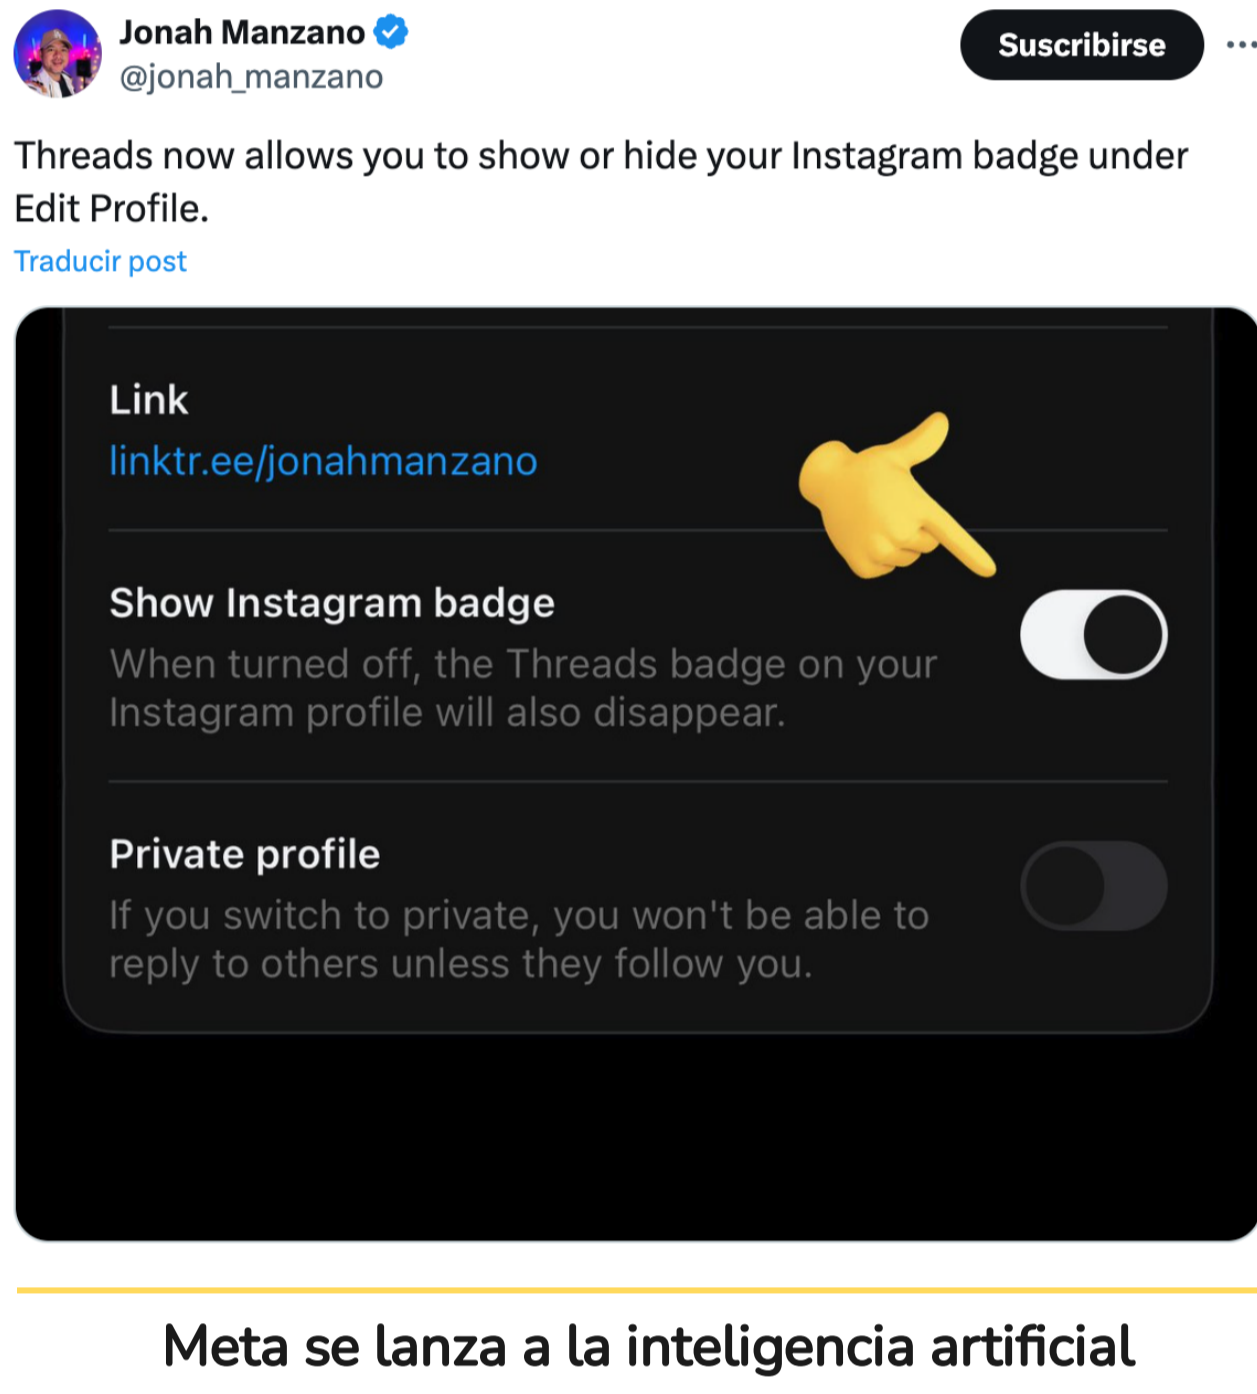 Jonah Manzano
@jonah_manzano
Suscribirse
Threads now allows you to show or hide your Instagram badge under
Edit Profile.
Traducir post
Link
linktr.ee/jonahmanzano
Show Instagram badge
When turned off, the Threads badge on your
Instagram profile will also disappear.
Private profile
If you switch to private, you won't be able to
reply to others unless they follow you.
Meta se lanza a la inteligencia artificial